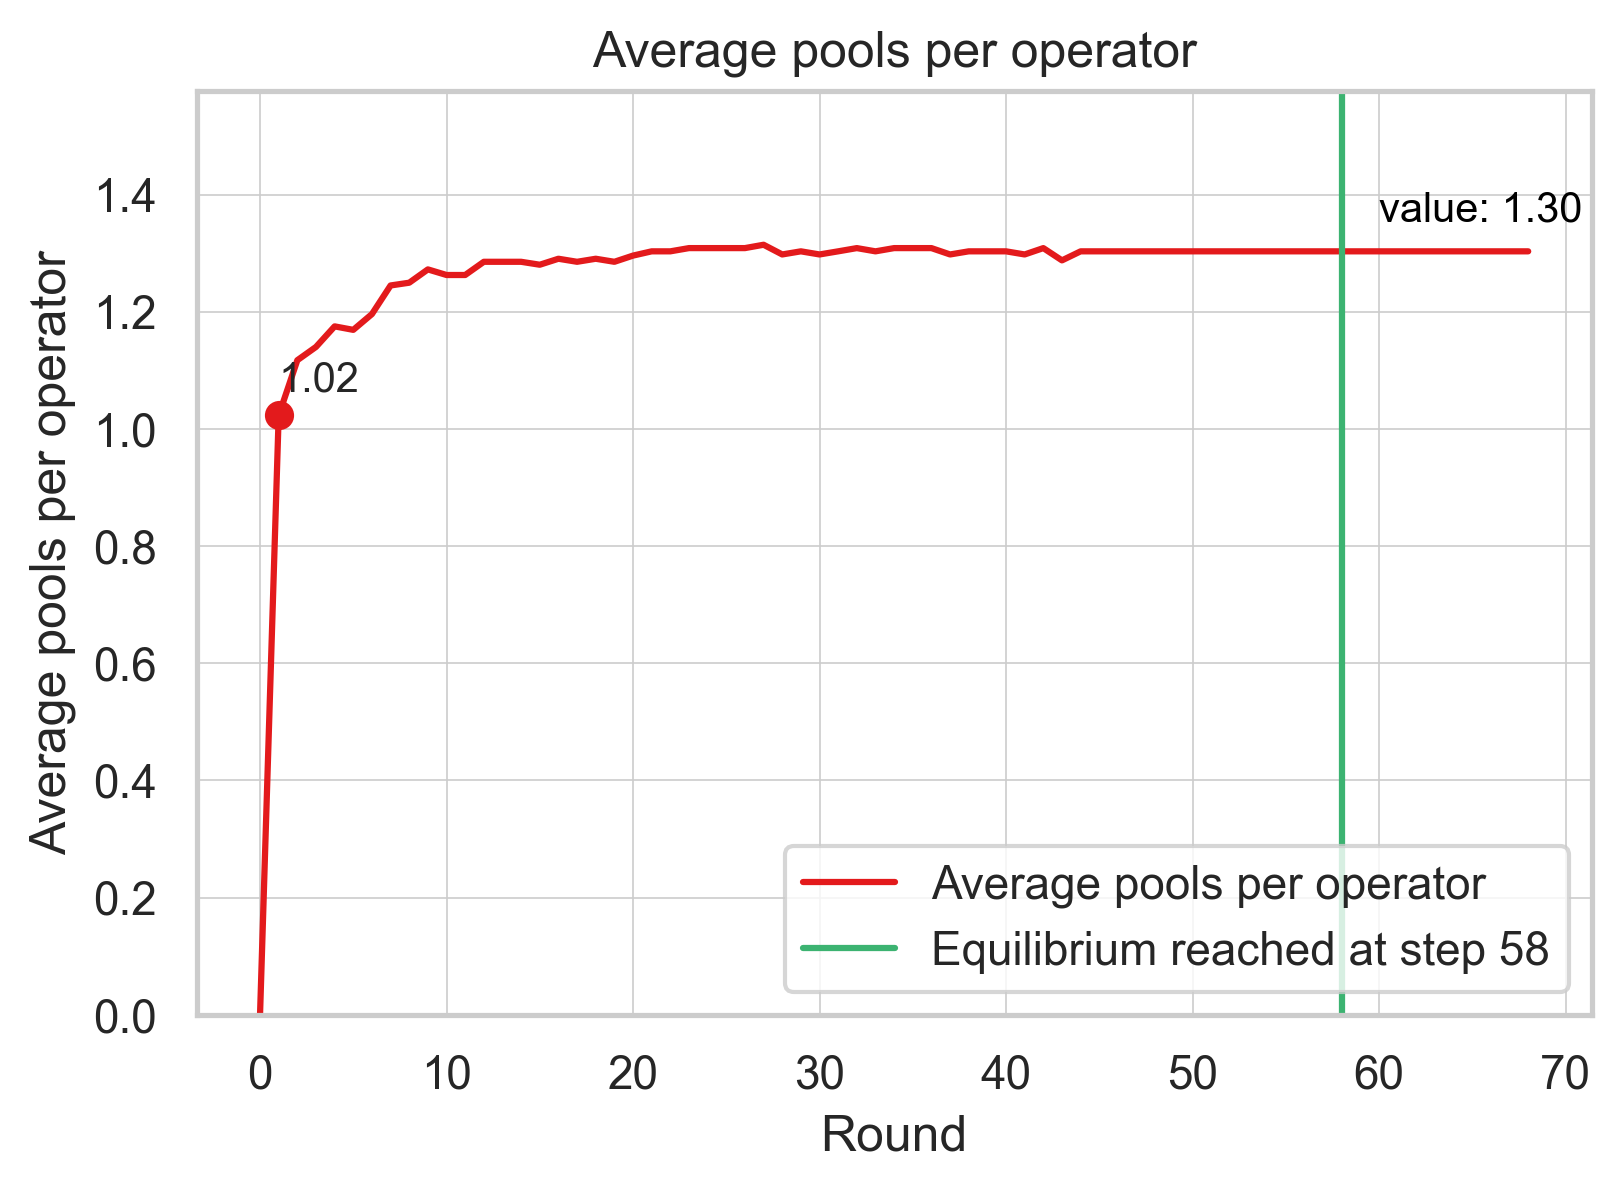 Average pools per operator
Average pools per operator
1.4
1.2
1.0
0.8
0.6
0.4
0.2
0.0
value: 1.30
1.02
Average pools per operator
Equilibrium reached at step 58
0 10 20 30 40 50 60 70
Round